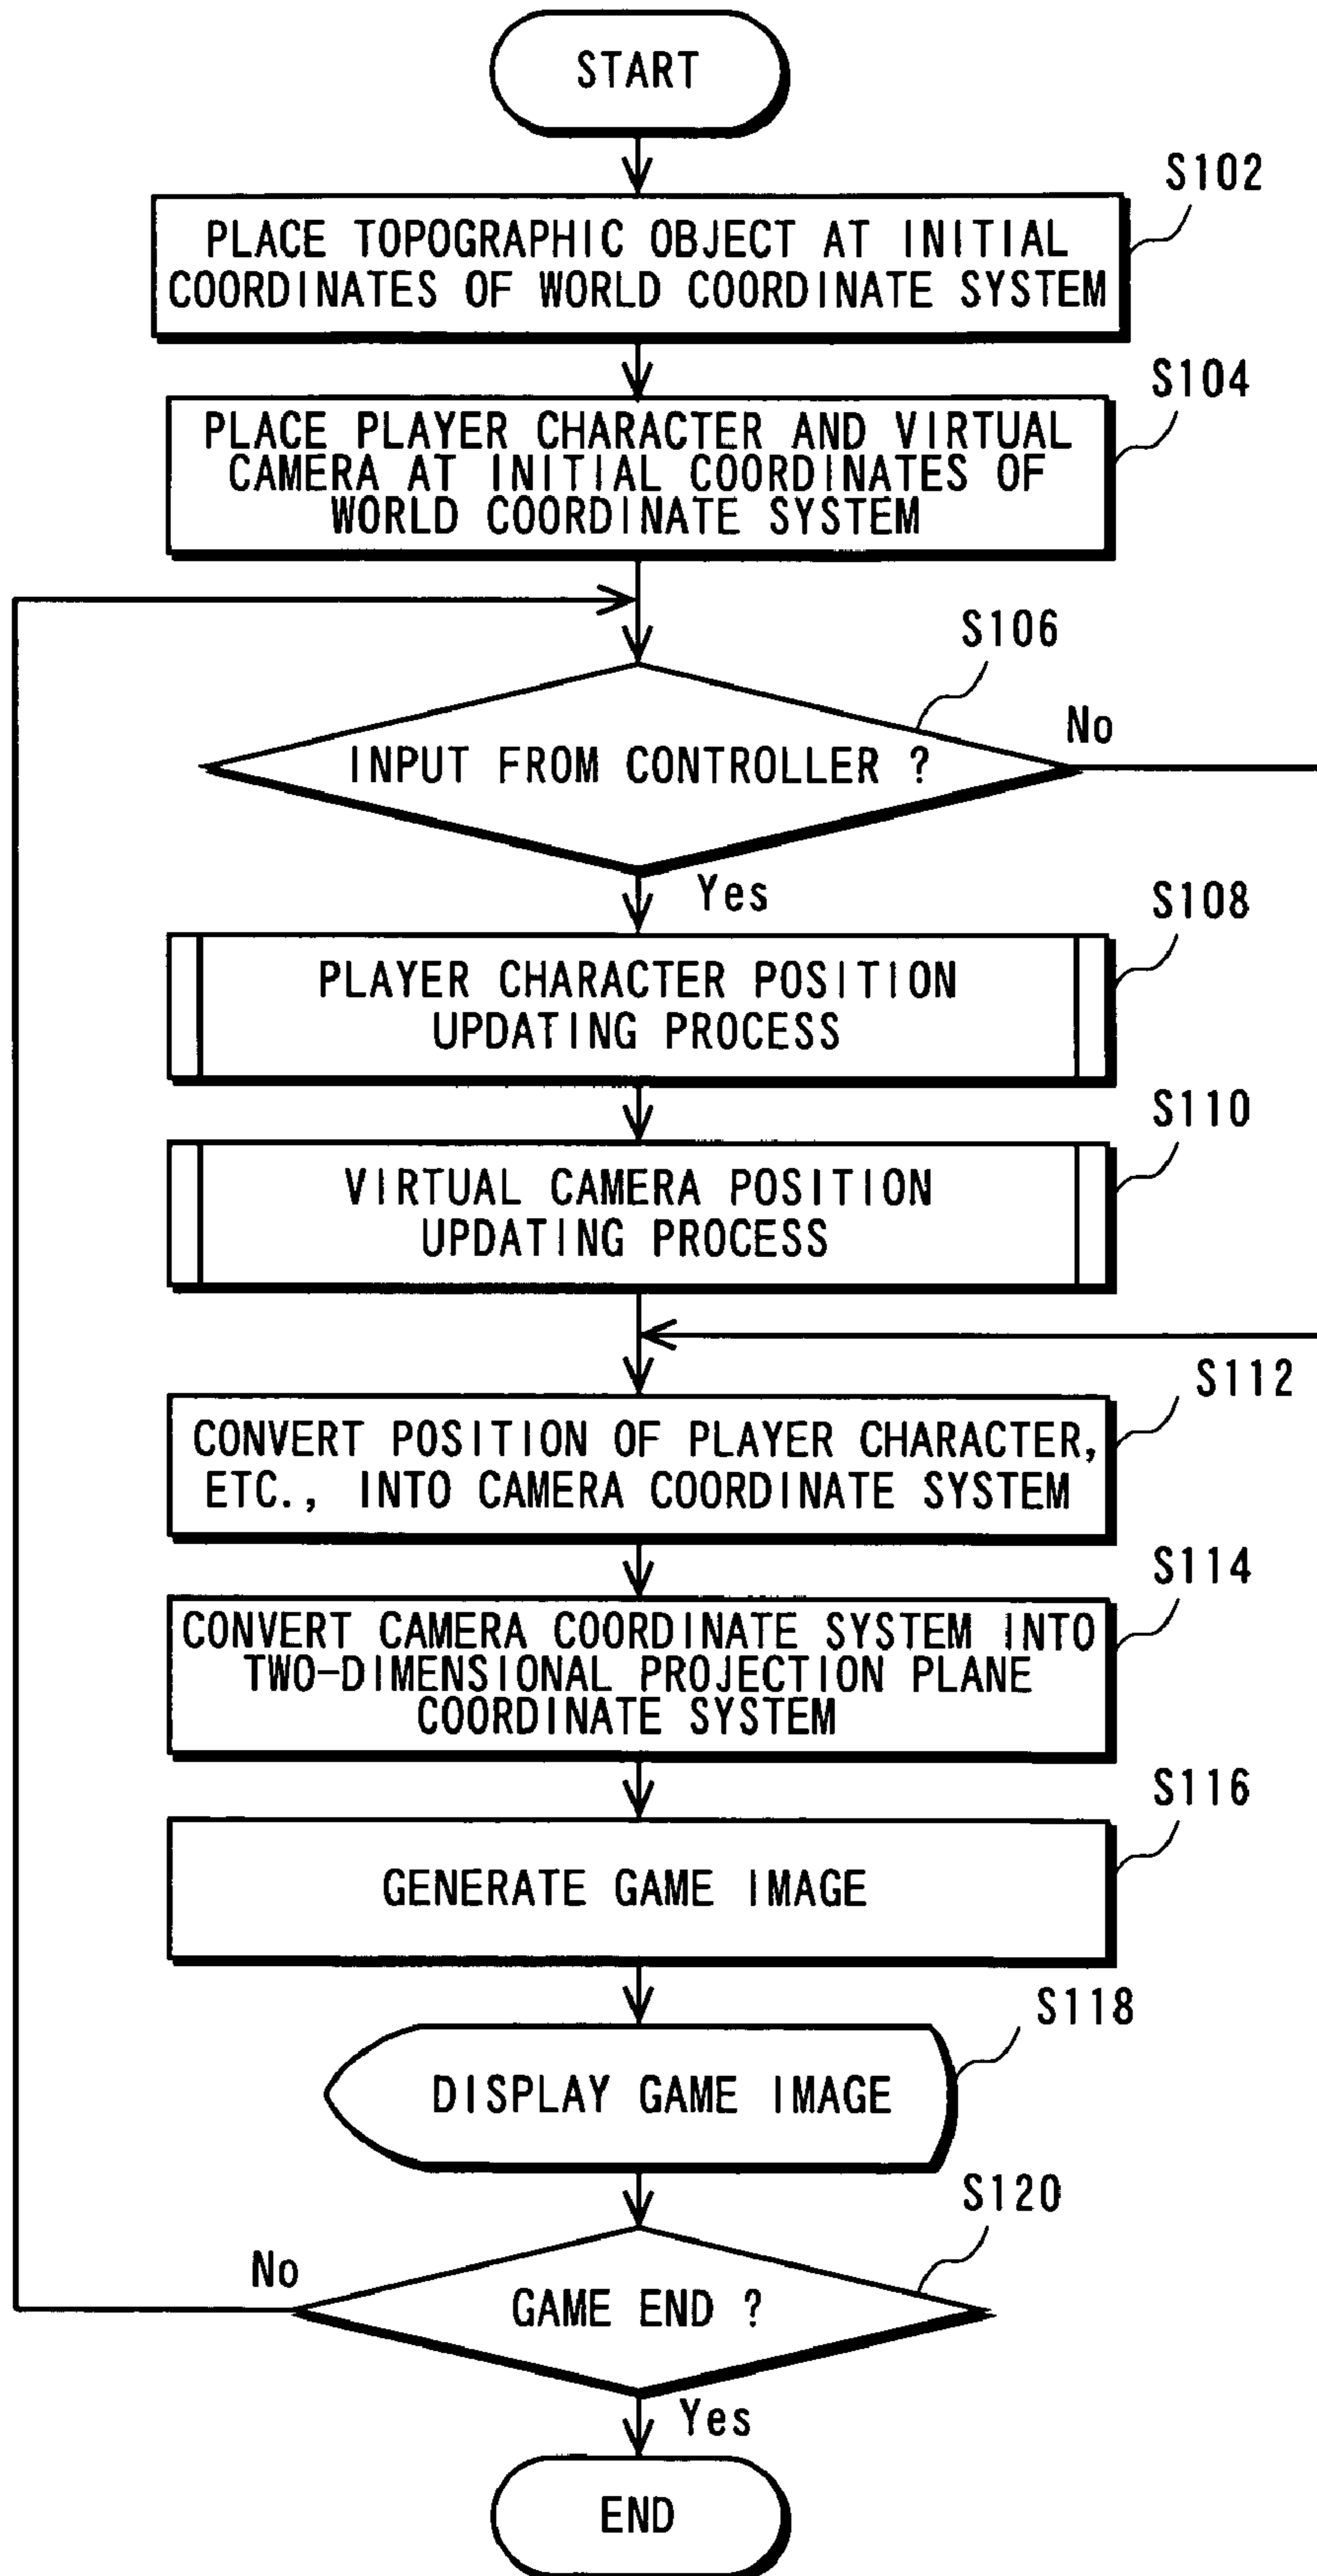 START
S102
PLACE TOPOGRAPHIC OBJECT AT INITIAL
COORDINATES OF WORLD COORDINATE SYSTEM
S104
PLACE PLAYER CHARACTER AND VIRTUAL
CAMERA AT INITIAL COORDINATES OF
WORLD COORDINATE SYSTEM
S106
INPUT FROM CONTROLLER ?
No
Yes
S108
PLAYER CHARACTER POSITION
UPDATING PROCESS
S110
VIRTUAL CAMERA POSITION
UPDATING PROCESS
S112
CONVERT POSITION OF PLAYER CHARACTER,
ETC., INTO CAMERA COORDINATE SYSTEM
S114
CONVERT CAMERA COORDINATE SYSTEM INTO
TWO-DIMENSIONAL PROJECTION PLANE
COORDINATE SYSTEM
S116
GENERATE GAME IMAGE
S118
DISPLAY GAME IMAGE
S120
No
GAME END ?
Yes
END